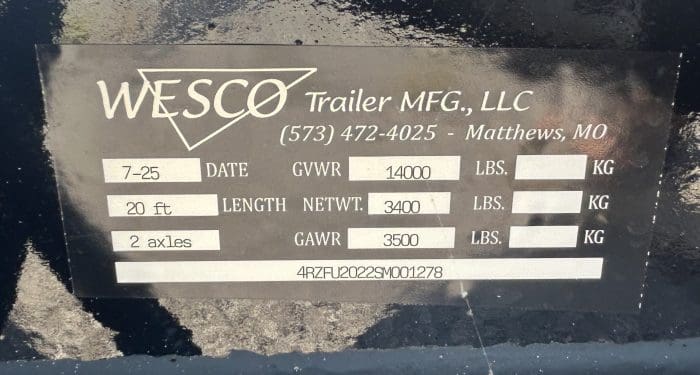 WESCO Trailer MFG., LLC
(573) 472-4025 - Matthews, MO
7-25 DATE GVWR 14000 LBS. KG
20 ft LENGTH NETWT. 3400 LBS. KG
2 axles GAWR 3500 LBS. KG
4RZFU2022SM001278